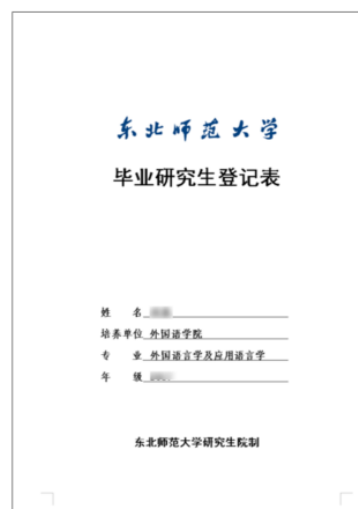 东北师范大学
毕业研究生登记表
姓 名
培养单位 外国语学院
专 业 外国语言学及应用语言学
年 级
东北师范大学研究生院制